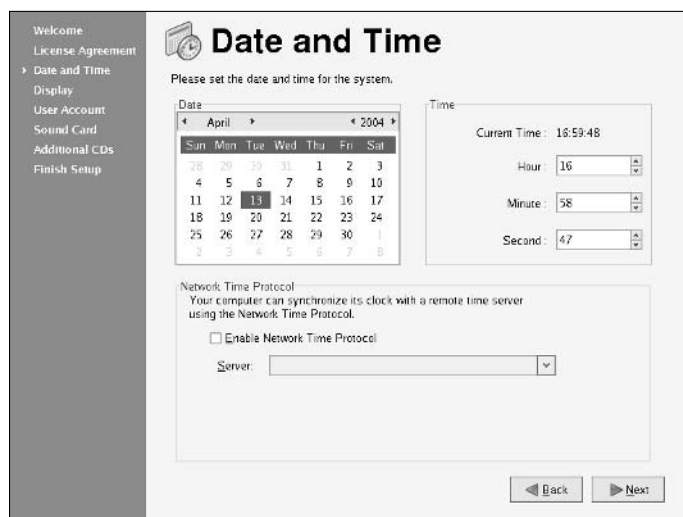 Welcome
License Agreement
Date and Time
Display
User Account
Sound Card
Additional CDs
Finish Setup
Date and Time
Please set the date and time for the system.
Date
April 2004
Sun Mon Tue Wed Thu Fri Sat
28 29 30 31 1 2 3
4 5 6 7 8 9 10
11 12 13 14 15 16 17
18 19 20 21 22 23 24
25 26 27 28 29 30 1
2 3 4 5 6 7 8
Time
Current Time : 16:59:48
Hour : 16
Minute : 58
Second : 47
Network Time Protocol
Your computer can synchronize its clock with a remote time server
using the Network Time Protocol.
Enable Network Time Protocol
Server:
Back
Next